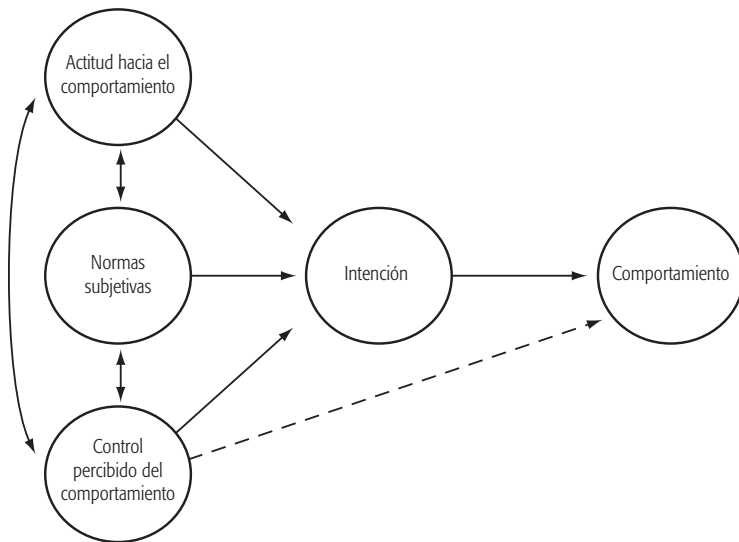 Actitud hacia el
comportamiento
Normas
subjetivas
Intención
Comportamiento
Control
percibido del
comportamiento